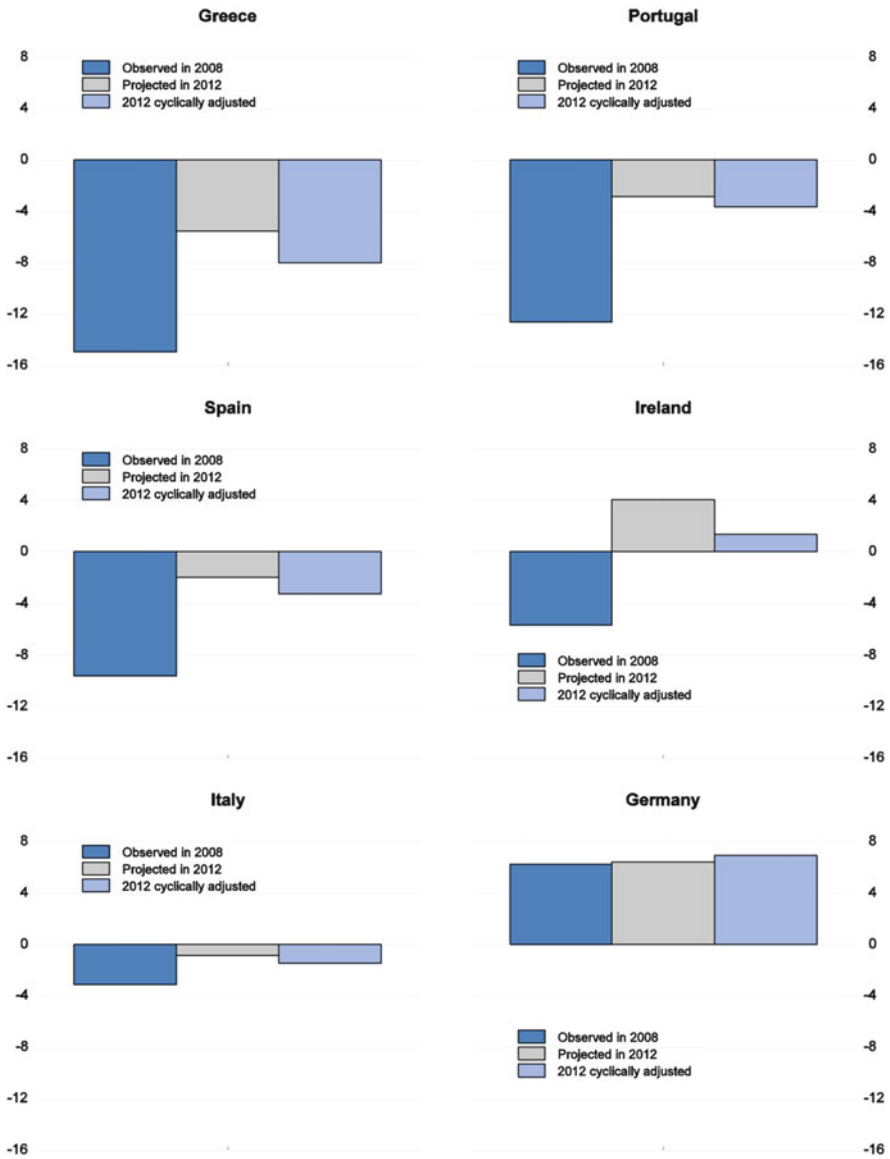 Greece
8
4
0
-4
-8
-12
-16
Observed in 2008
Projected in 2012
2012 cyclically adjusted
Portugal
8
4
0
-4
-8
-12
-16
Observed in 2008
Projected in 2012
2012 cyclically adjusted
Spain
8
4
0
-4
-8
-12
-16
Observed in 2008
Projected in 2012
2012 cyclically adjusted
Ireland
8
4
0
-4
-8
-12
-16
Observed in 2008
Projected in 2012
2012 cyclically adjusted
Italy
8
4
0
-4
-8
-12
-16
Observed in 2008
Projected in 2012
2012 cyclically adjusted
Germany
8
4
0
-4
-8
-12
-16
Observed in 2008
Projected in 2012
2012 cyclically adjusted